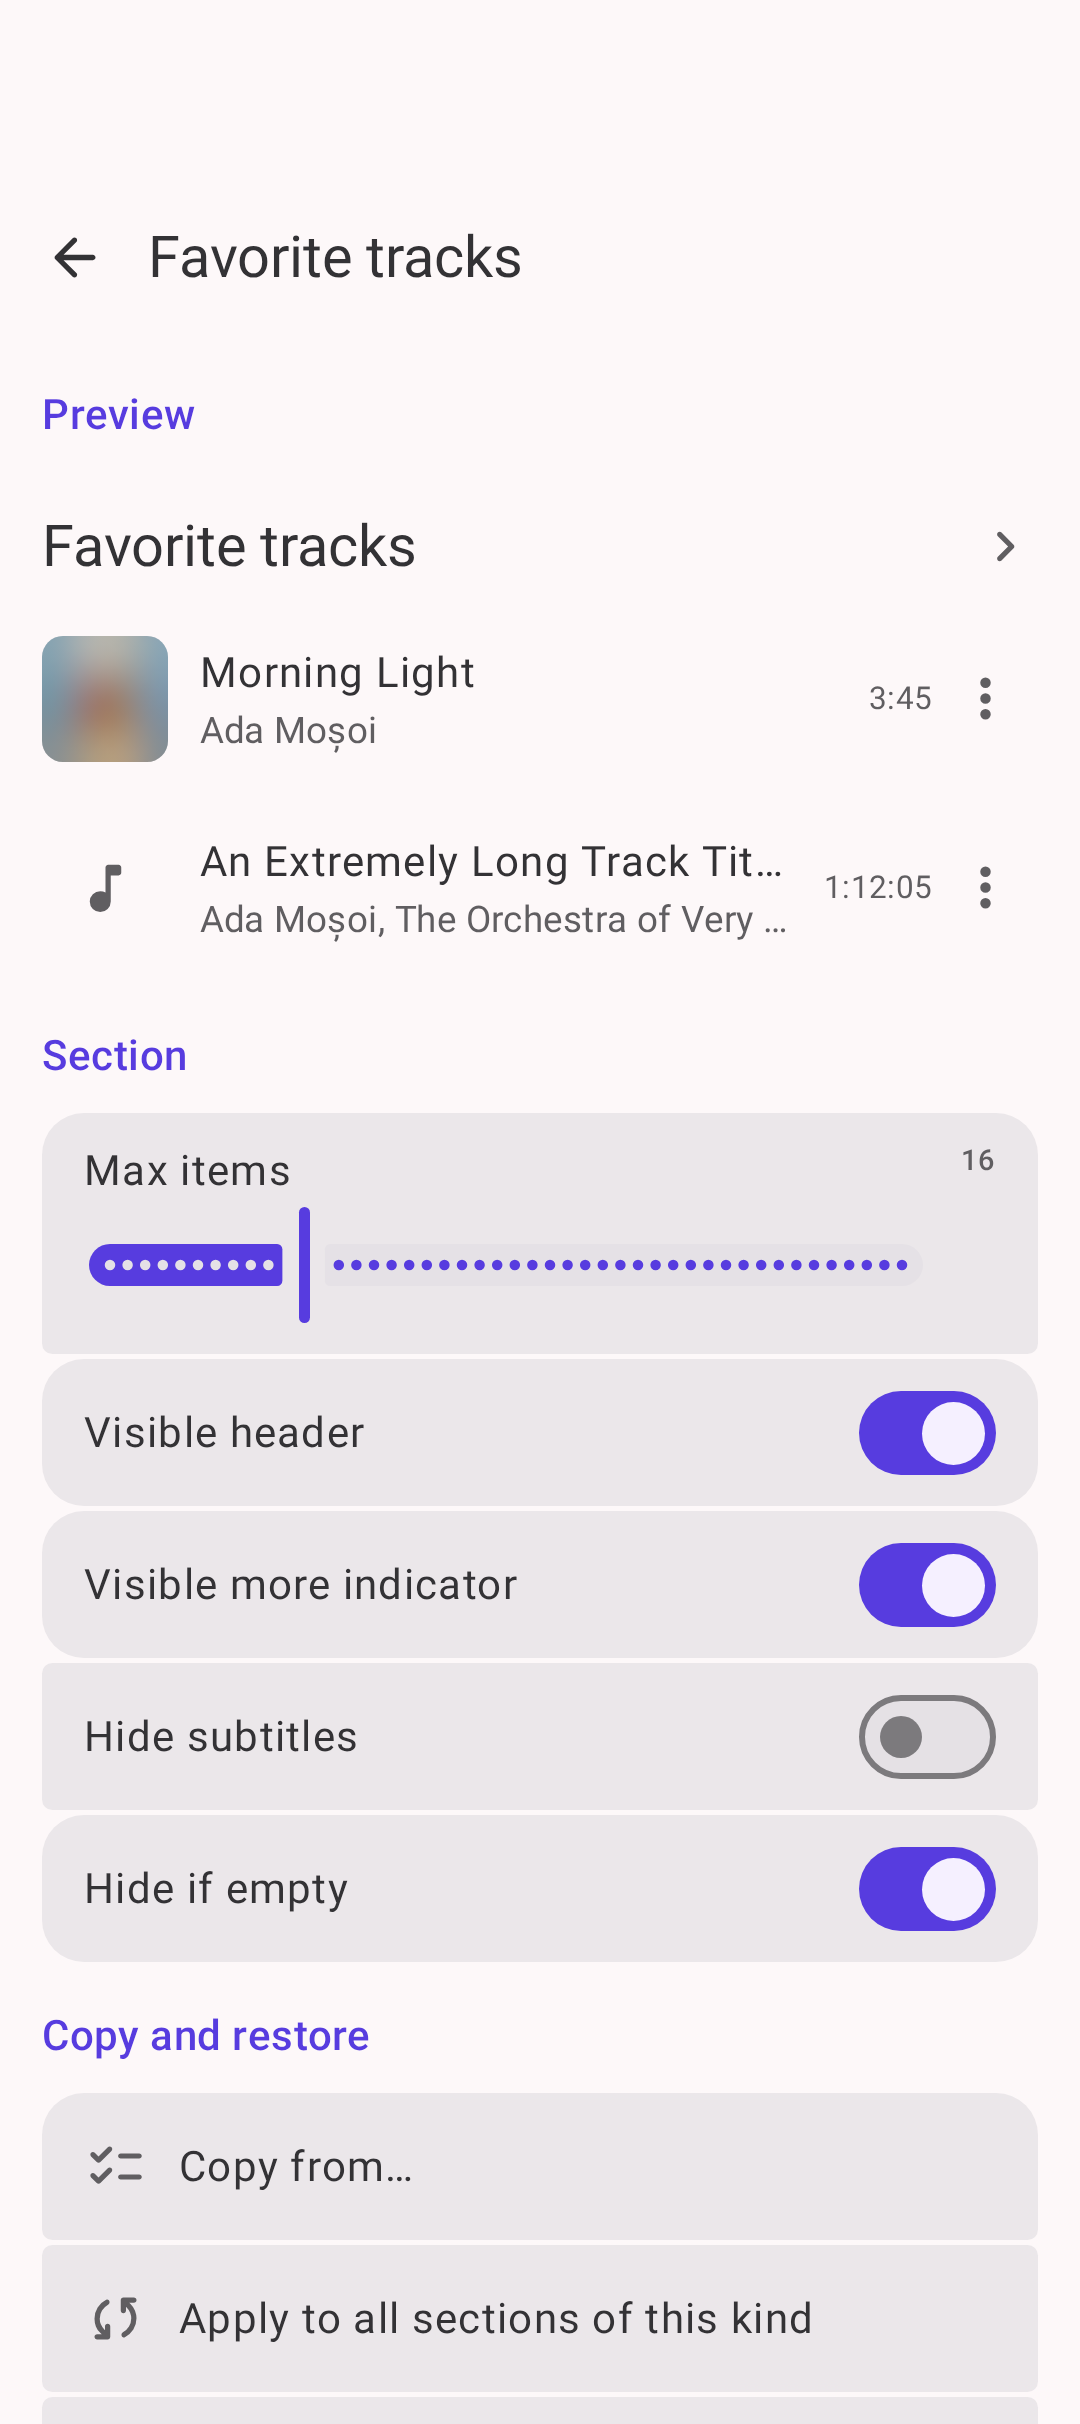 Favorite tracks
Preview
Favorite tracks
Morning Light
3:45
Ada Moșoi
An Extremely Long Track Tit…
1:12:05
Ada Moșoi, The Orchestra of Very …
Section
Max items
16
Visible header
Visible more indicator
Hide subtitles
Hide if empty
Copy and restore
Copy from…
Apply to all sections of this kind